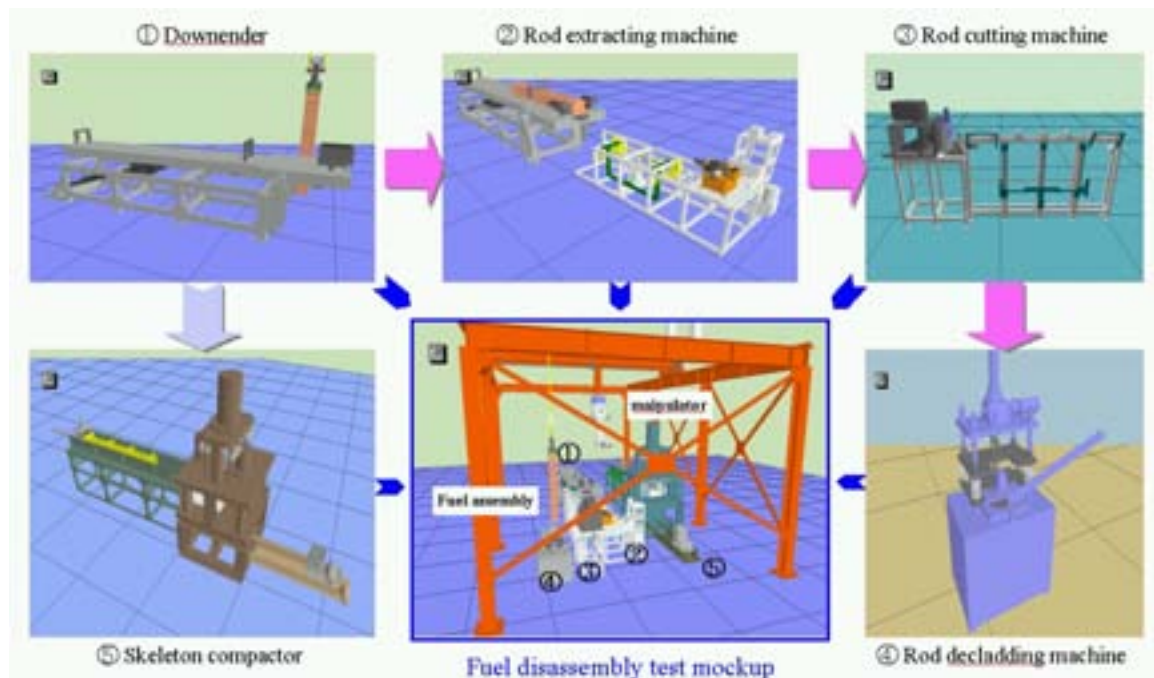 ① Downender
② Rod extracting machine
③ Rod cutting machine
manipulator
①
Fuel assembly
②
③
④
⑤
⑤ Skeleton compactor
Fuel disassembly test mockup
④ Rod decladding machine